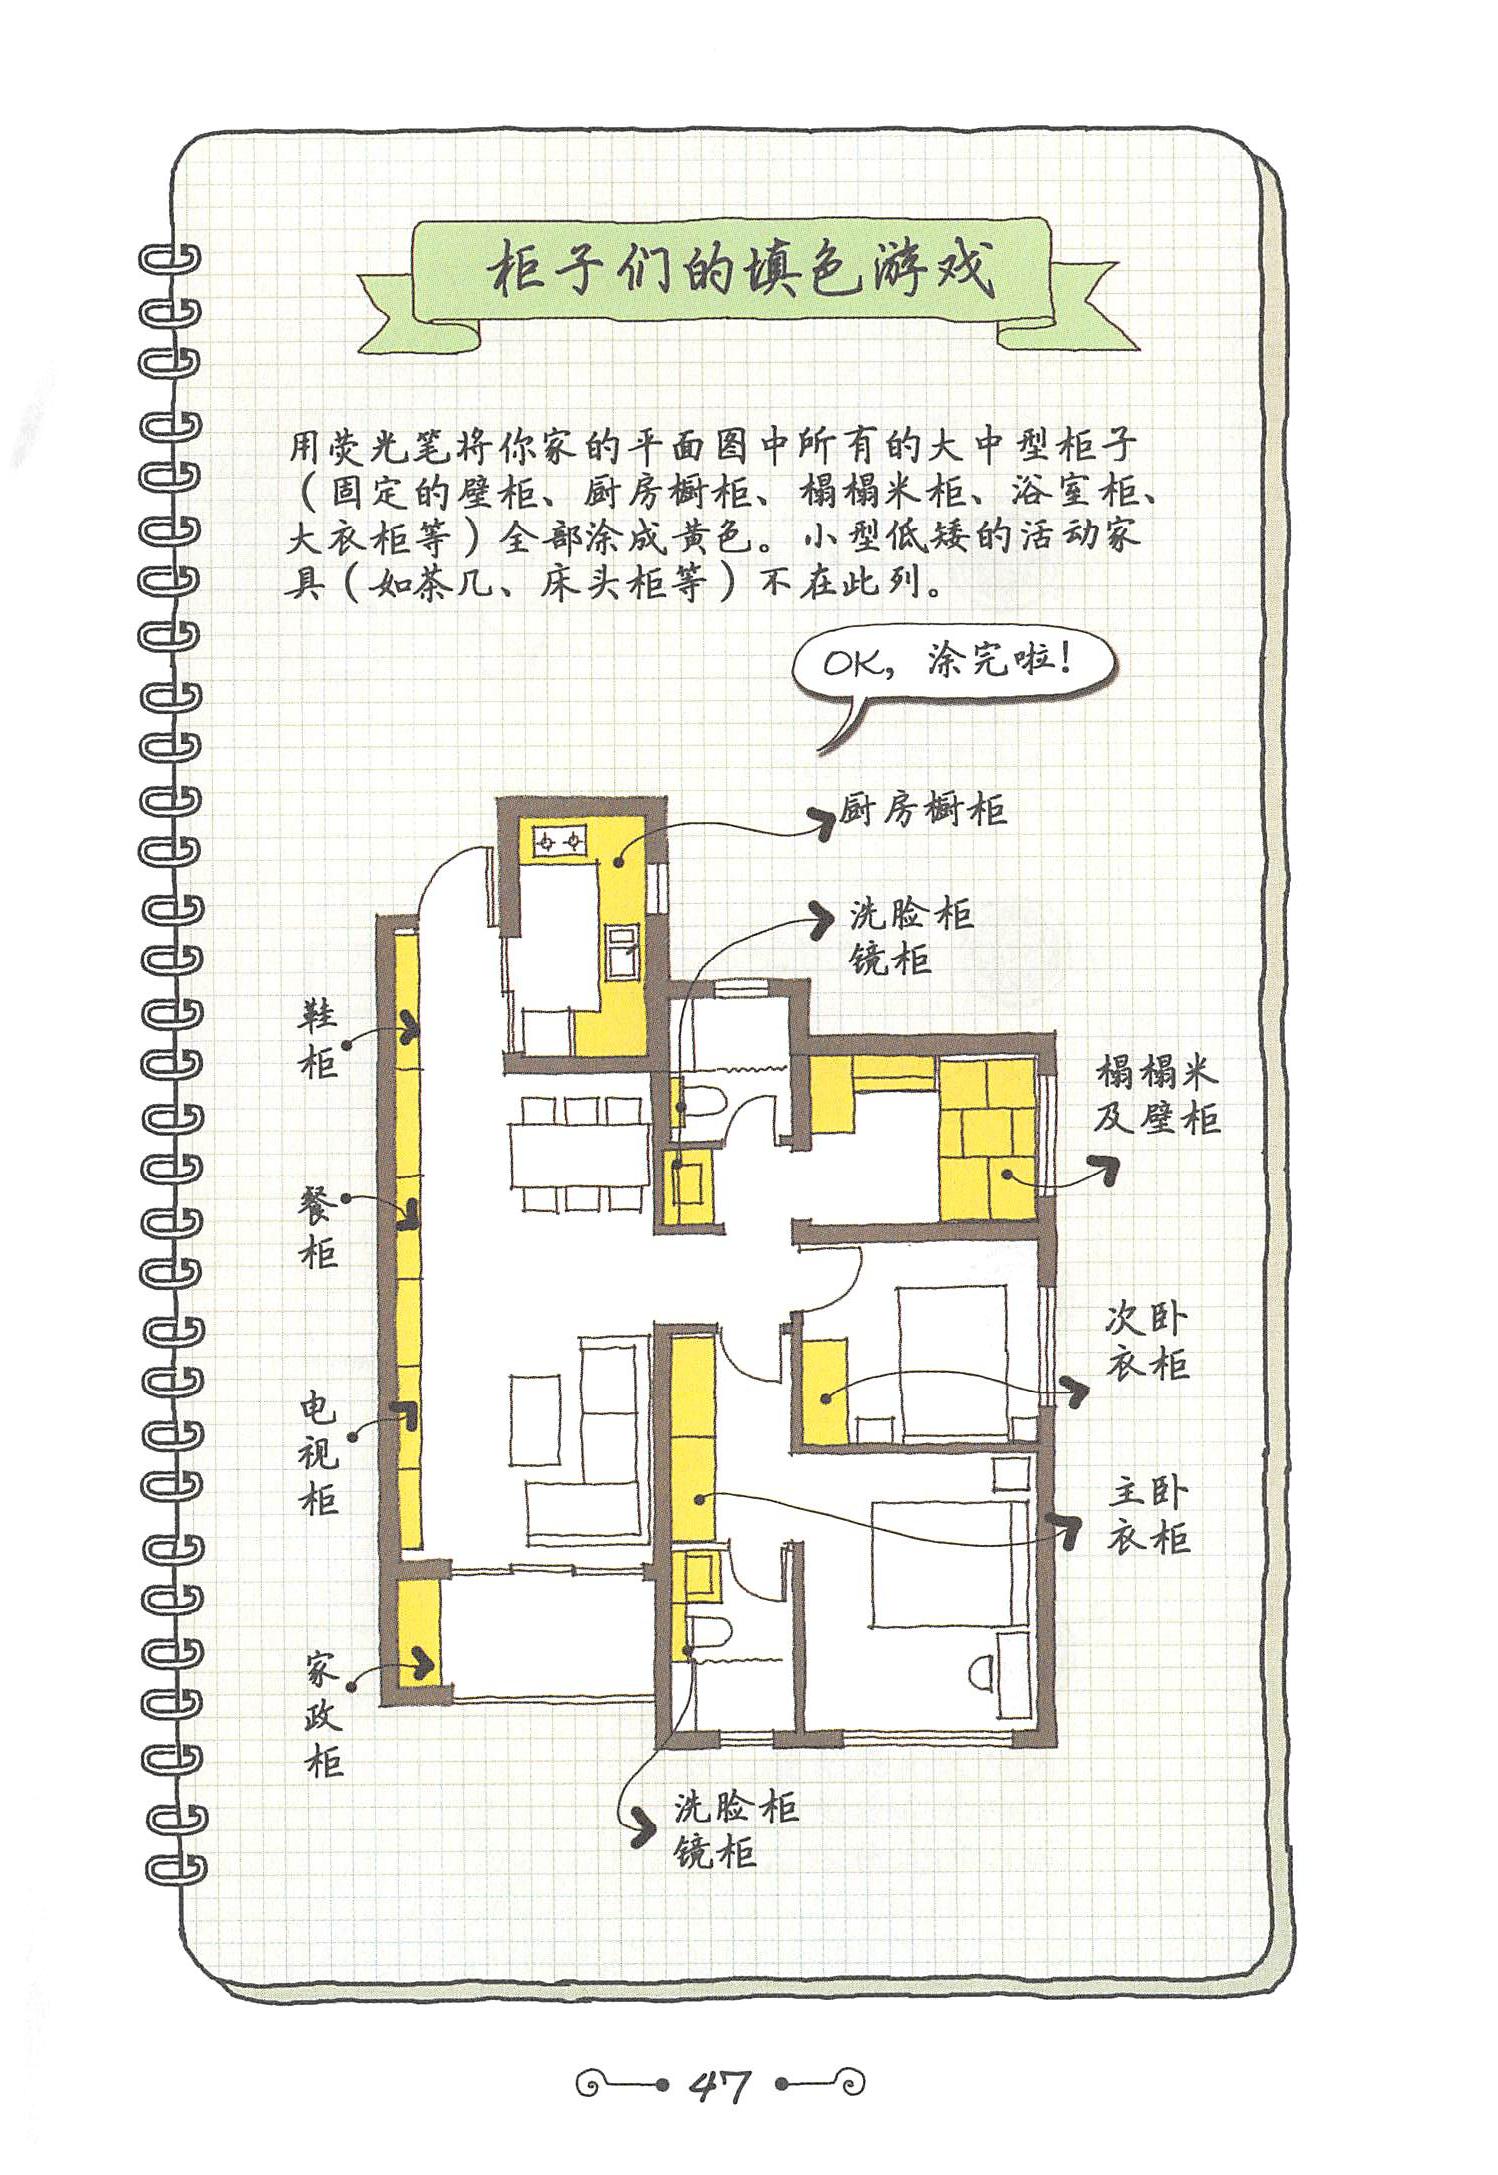 柜子们的填色游戏
用荧光笔将你家的平面图中所有的大中型柜子
（固定的壁柜、厨房橱柜、榻榻米柜、浴室柜、
大衣柜等）全部涂成黄色。小型低矮的活动家
具（如茶几、床头柜等）不在此列。
OK，涂完啦！
厨房橱柜
洗脸柜
镜柜
鞋柜
榻榻米
及壁柜
餐柜
次卧
衣柜
电视柜
主卧
衣柜
家政柜
洗脸柜
镜柜
47